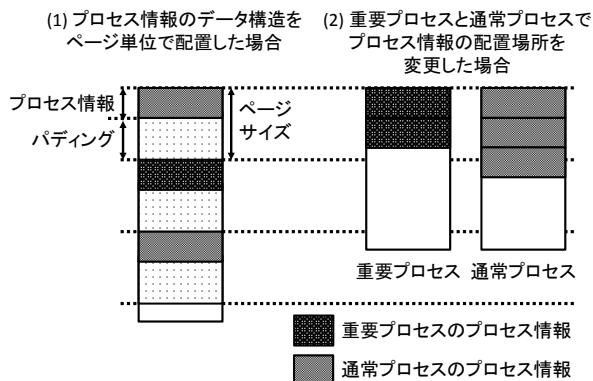 (1) プロセス情報のデータ構造を
ページ単位で配置した場合
(2) 重要プロセスと通常プロセスで
プロセス情報の配置場所を
変更した場合
プロセス情報
パディング
ページ
サイズ
重要プロセス
通常プロセス
重要プロセスのプロセス情報
通常プロセスのプロセス情報